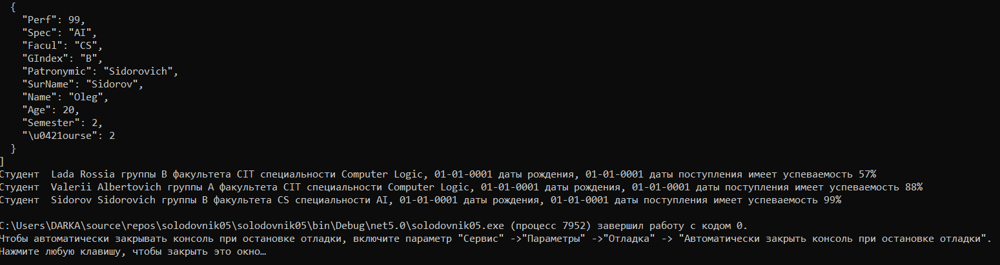 {
"Perf": 99,
"Spec": "AI",
"Facul": "CS",
"GIndex": "B",
"Patronymic": "Sidorovich",
"SurName": "Sidorov",
"Name": "Oleg",
"Age": 20,
"Semester": 2,
"\u0421ourse": 2
}
]
Студент  Lada Rossia группы B факультета CIT специальности Computer Logic, 01-01-0001 даты рождения, 01-01-0001 даты поступления имеет успеваемость 57%
Студент  Valerii Albertovich группы A факультета CIT специальности Computer Logic, 01-01-0001 даты рождения, 01-01-0001 даты поступления имеет успеваемость 88%
Студент  Sidorov Sidorovich группы B факультета CS специальности AI, 01-01-0001 даты рождения, 01-01-0001 даты поступления имеет успеваемость 99%
C:\Users\DARKA\source\repos\solodovnik05\solodovnik05\bin\Debug\net5.0\solodovnik05.exe (процесс 7952) завершил работу с кодом 0.
Чтобы автоматически закрывать консоль при остановке отладки, включите параметр "Сервис" ->"Параметры" ->"Отладка" -> "Автоматически закрыть консоль при остановке отладки".
Нажмите любую клавишу, чтобы закрыть это окно…